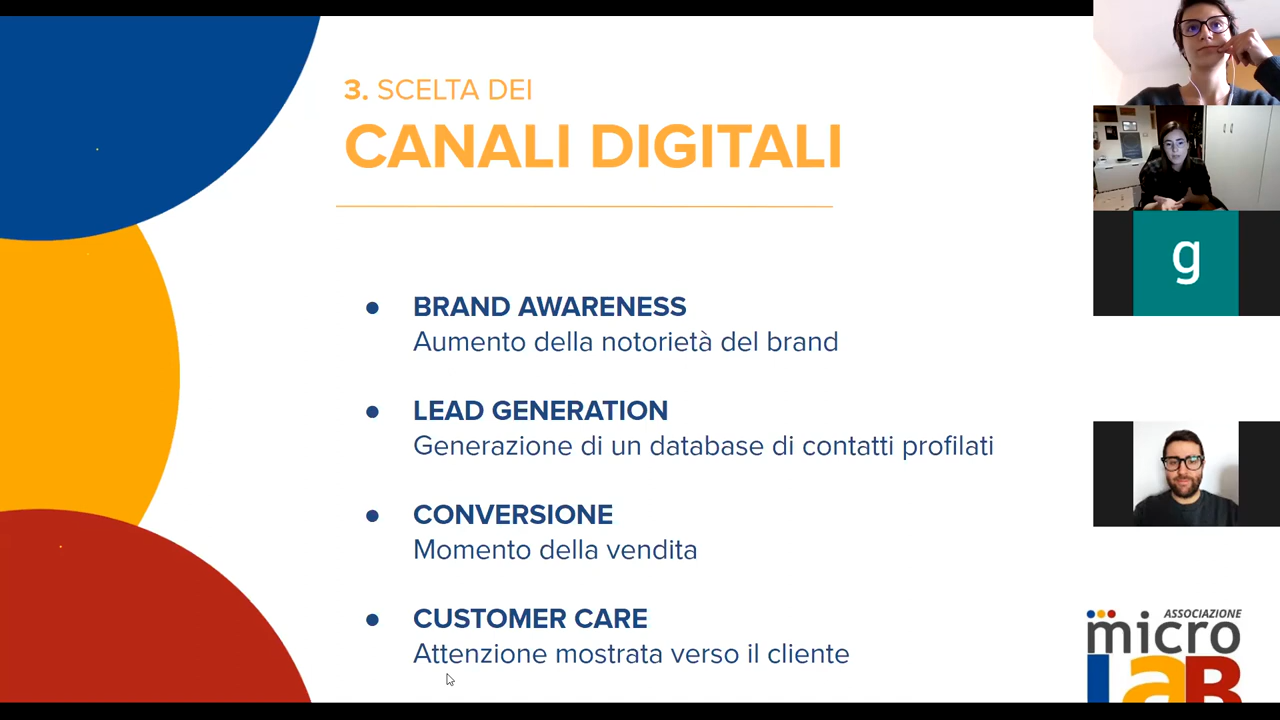 3. SCELTA DEI
CANALI DIGITALI
● BRAND AWARENESS
Aumento della notorietà del brand
● LEAD GENERATION
Generazione di un database di contatti profilati
● CONVERSIONE
Momento della vendita
● CUSTOMER CARE
Attenzione mostrata verso il cliente
g
ASSOCIAZIONE
micro
LaB